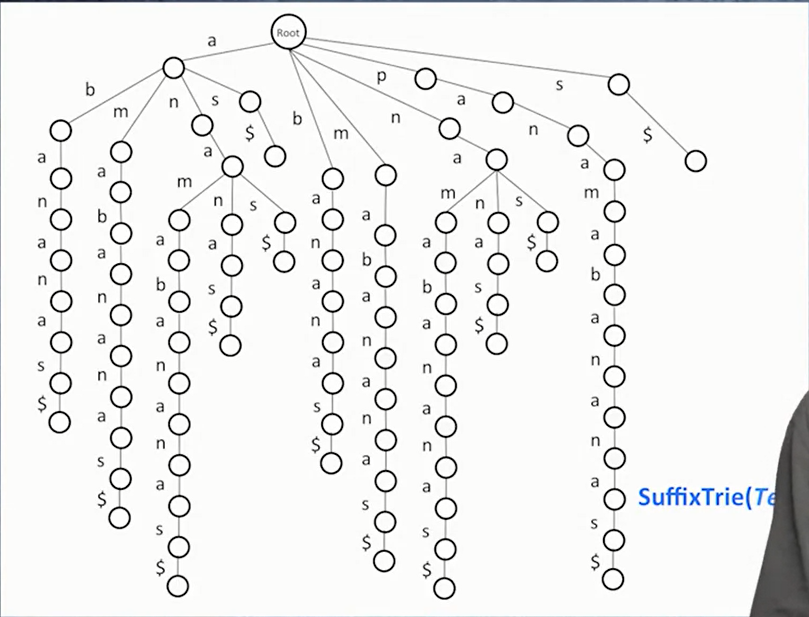 Root
a
p
b s
s a
m n
b n
m $ n $
a a a a
a m
n n s a m n s m
b a
a a a $ n a a $ a
a b
n b s a b s b
n a
a a $ n a $ a
a n
s n a n n
n a
$ a s a a
a n
n $ n n
s a
a a a
SuffixTrie(Te
$ s
s s s
$
$ $ $